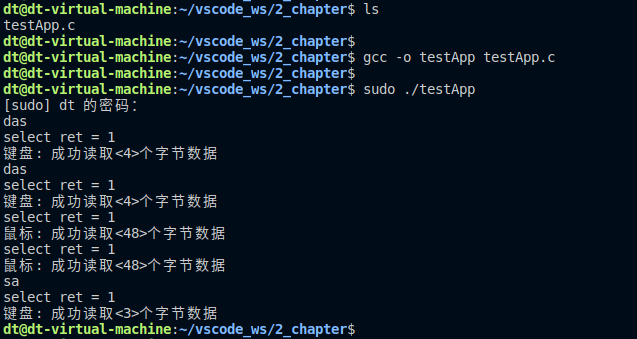 dt@dt-virtual-machine:~/vscode_ws/2_chapter$ ls
testApp.c
dt@dt-virtual-machine:~/vscode_ws/2_chapter$
dt@dt-virtual-machine:~/vscode_ws/2_chapter$ gcc -o testApp testApp.c
dt@dt-virtual-machine:~/vscode_ws/2_chapter$
dt@dt-virtual-machine:~/vscode_ws/2_chapter$ sudo ./testApp
[sudo] dt 的密码：
das
select ret = 1
键盘: 成功读取<4>个字节数据
das
select ret = 1
键盘: 成功读取<4>个字节数据
select ret = 1
鼠标: 成功读取<48>个字节数据
select ret = 1
鼠标: 成功读取<48>个字节数据
sa
select ret = 1
键盘: 成功读取<3>个字节数据
dt@dt-virtual-machine:~/vscode_ws/2_chapter$